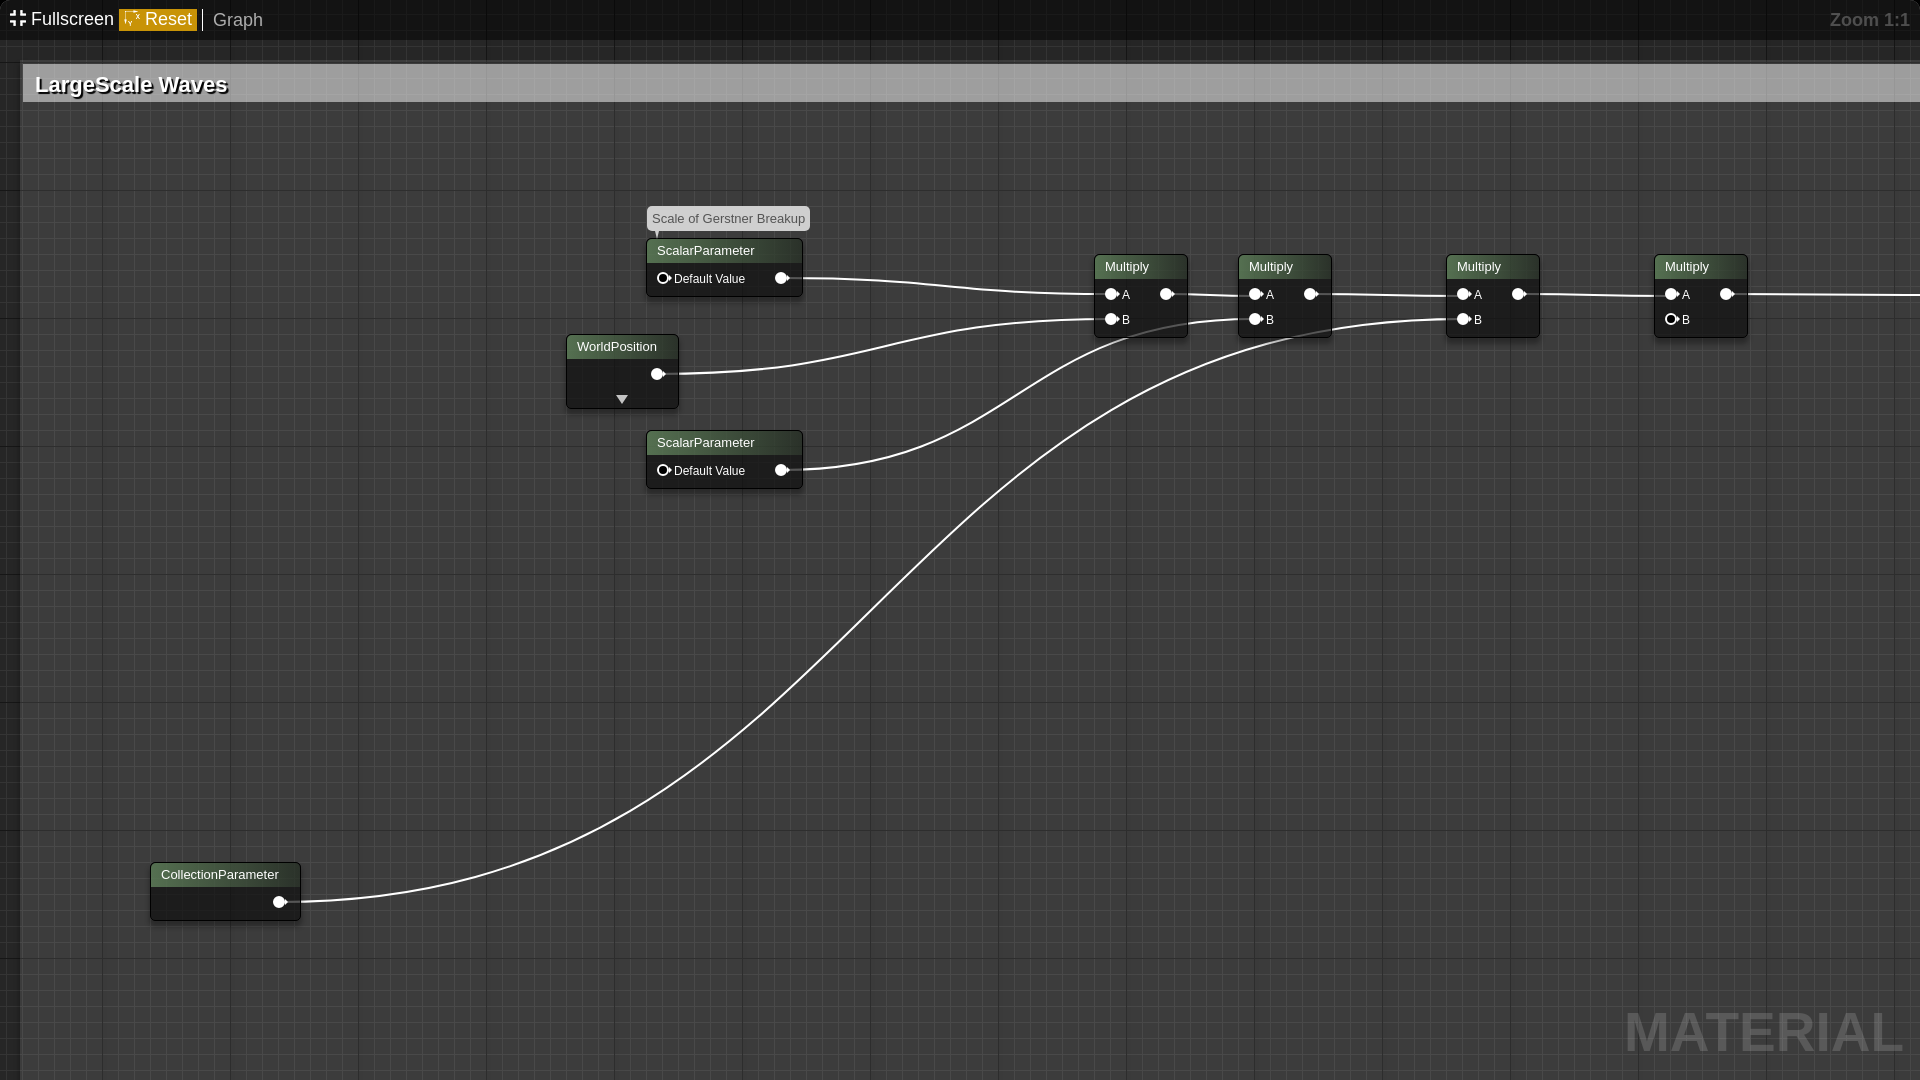 Fullscreen Reset Graph Zoom 1:1
LargeScale Waves
Scale of Gerstner Breakup
ScalarParameter
Default Value
Multiply
A
B
Multiply
A
B
Multiply
A
B
Multiply
A
B
WorldPosition
ScalarParameter
Default Value
CollectionParameter
MATERIAL